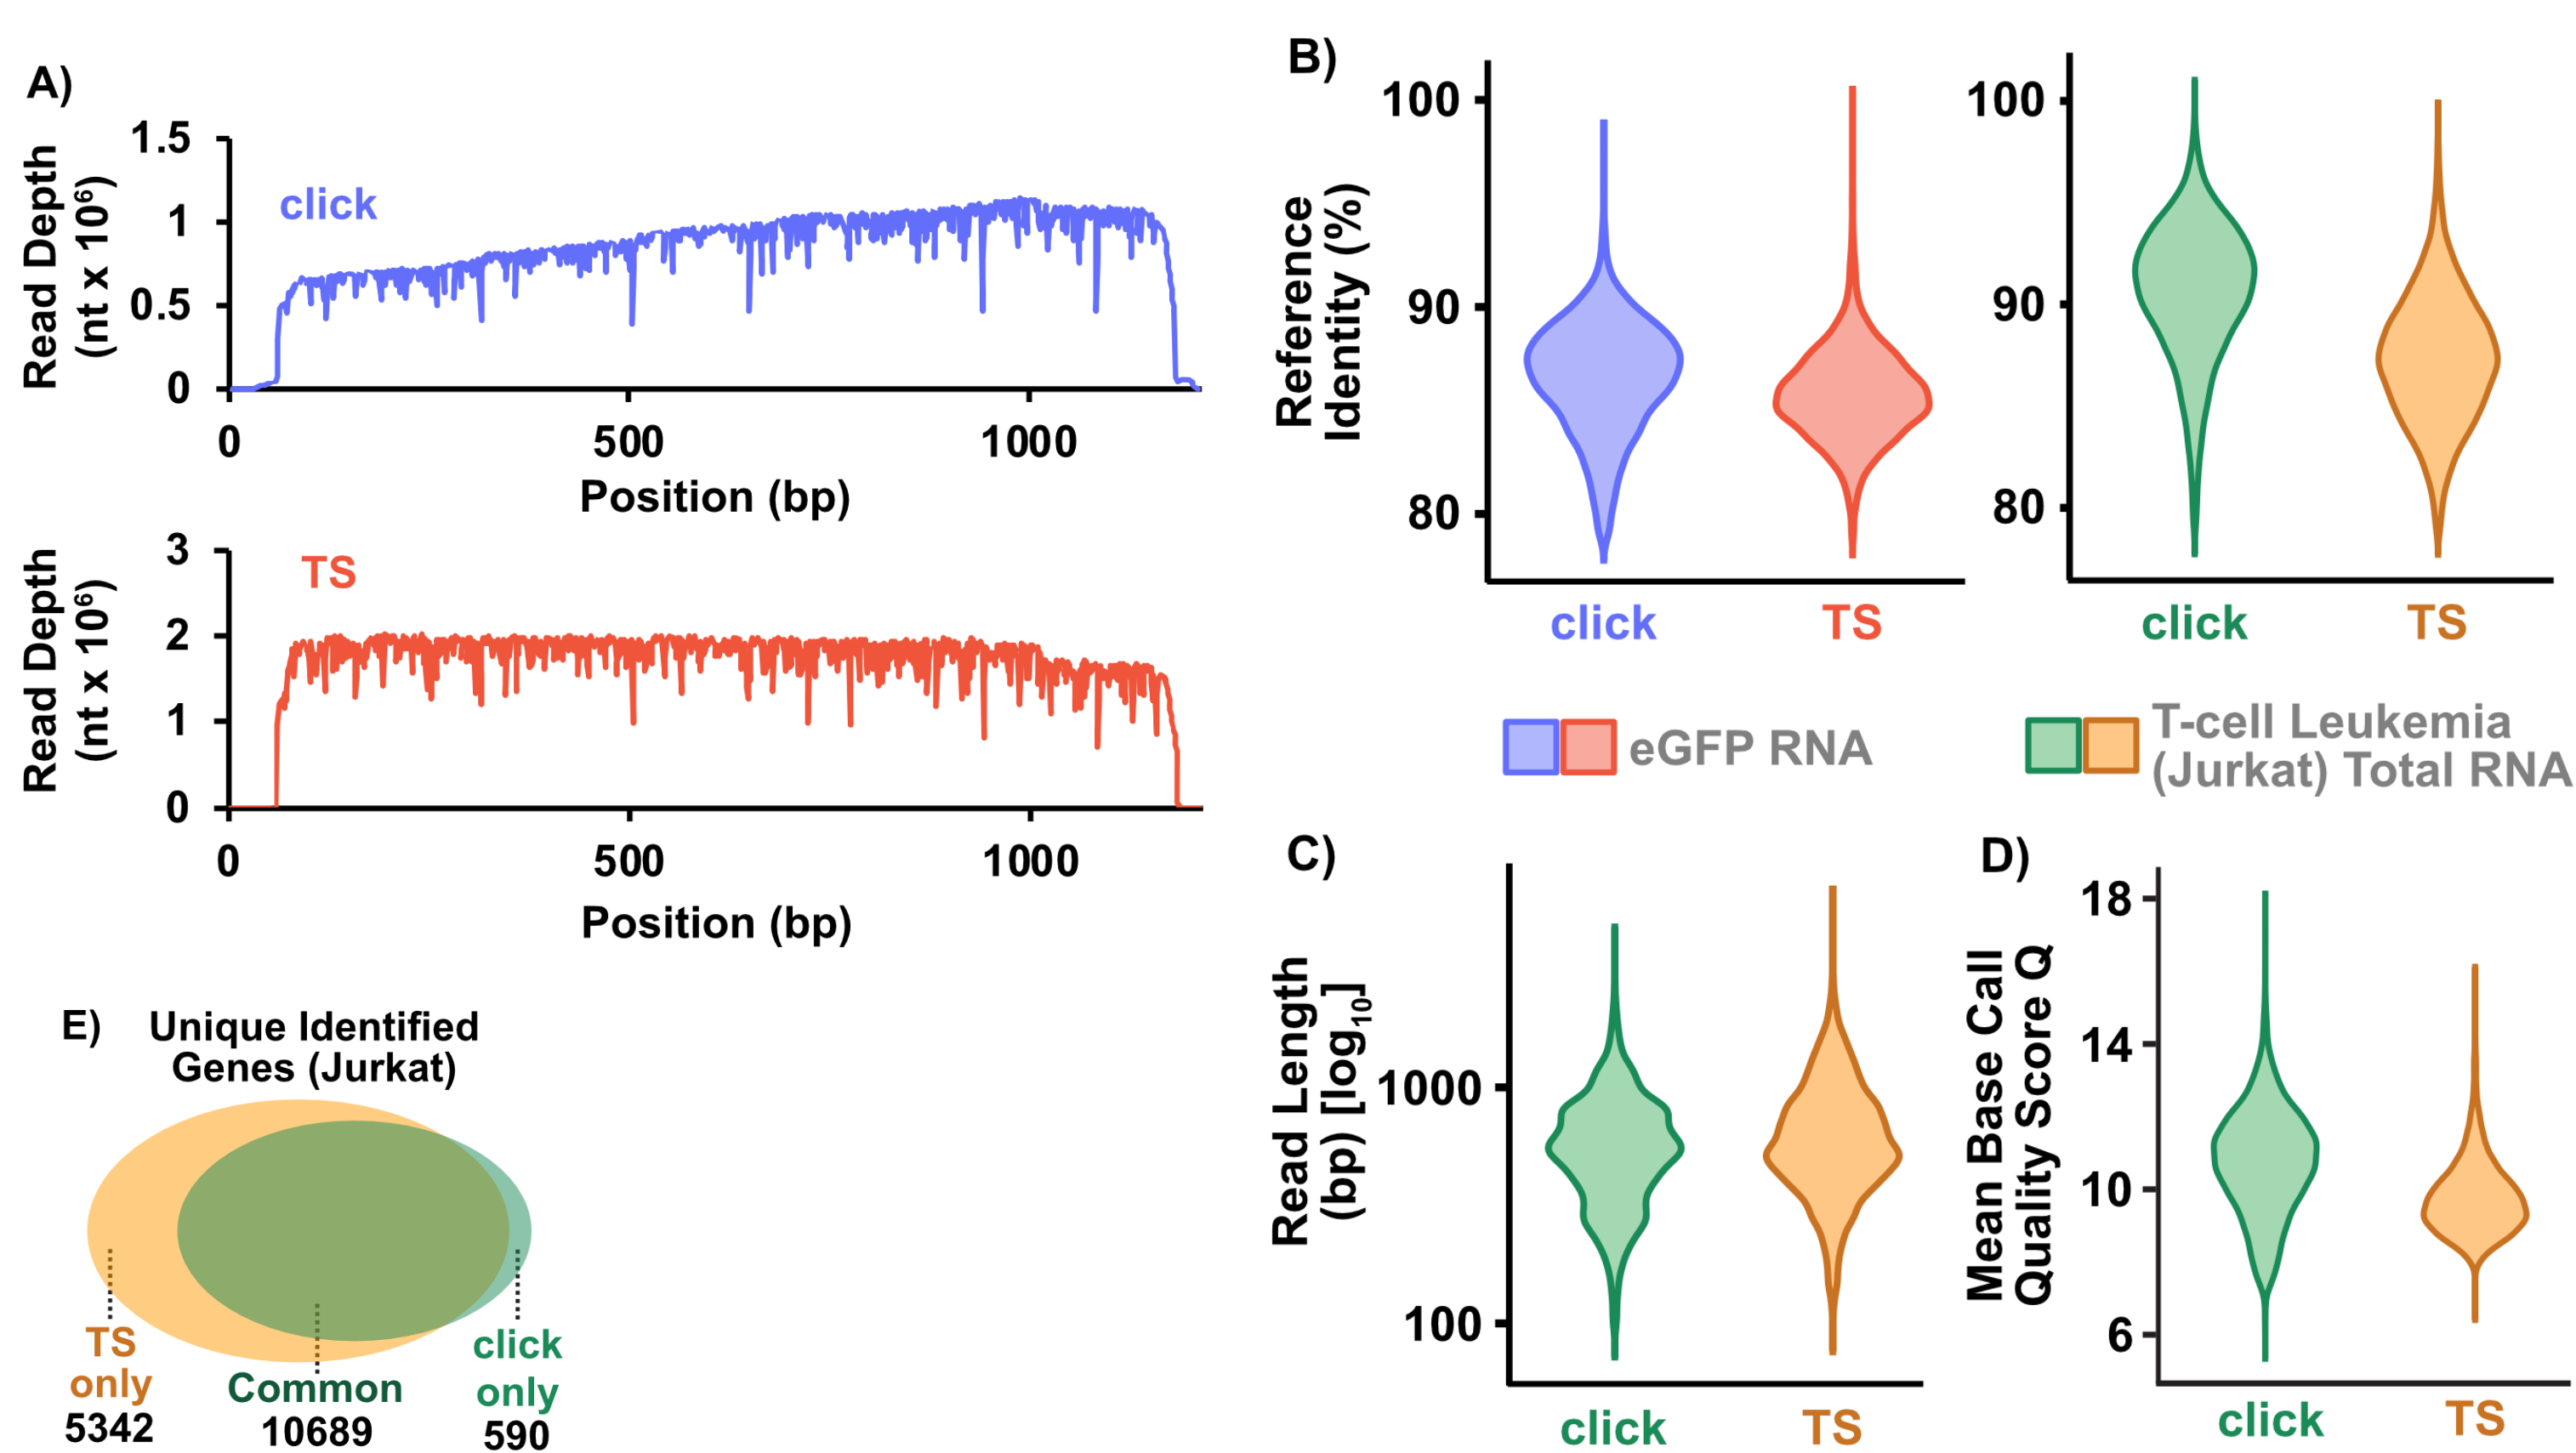 A)
Read Depth
(nt x 10⁶)
1.5
1
0.5
0
click
0 500 1000
Position (bp)
Read Depth
(nt x 10⁶)
3
2
1
0
TS
0 500 1000
Position (bp)
B)
Reference
Identity (%)
100
90
80
click TS
100
90
80
click TS
eGFP RNA
T-cell Leukemia
(Jurkat) Total RNA
C)
Read Length
(bp) [log₁₀]
1000
100
click TS
D)
Mean Base Call
Quality Score Q
18
14
10
6
click TS
E)
Unique Identified
Genes (Jurkat)
TS
only
5342
Common
10689
click
only
590